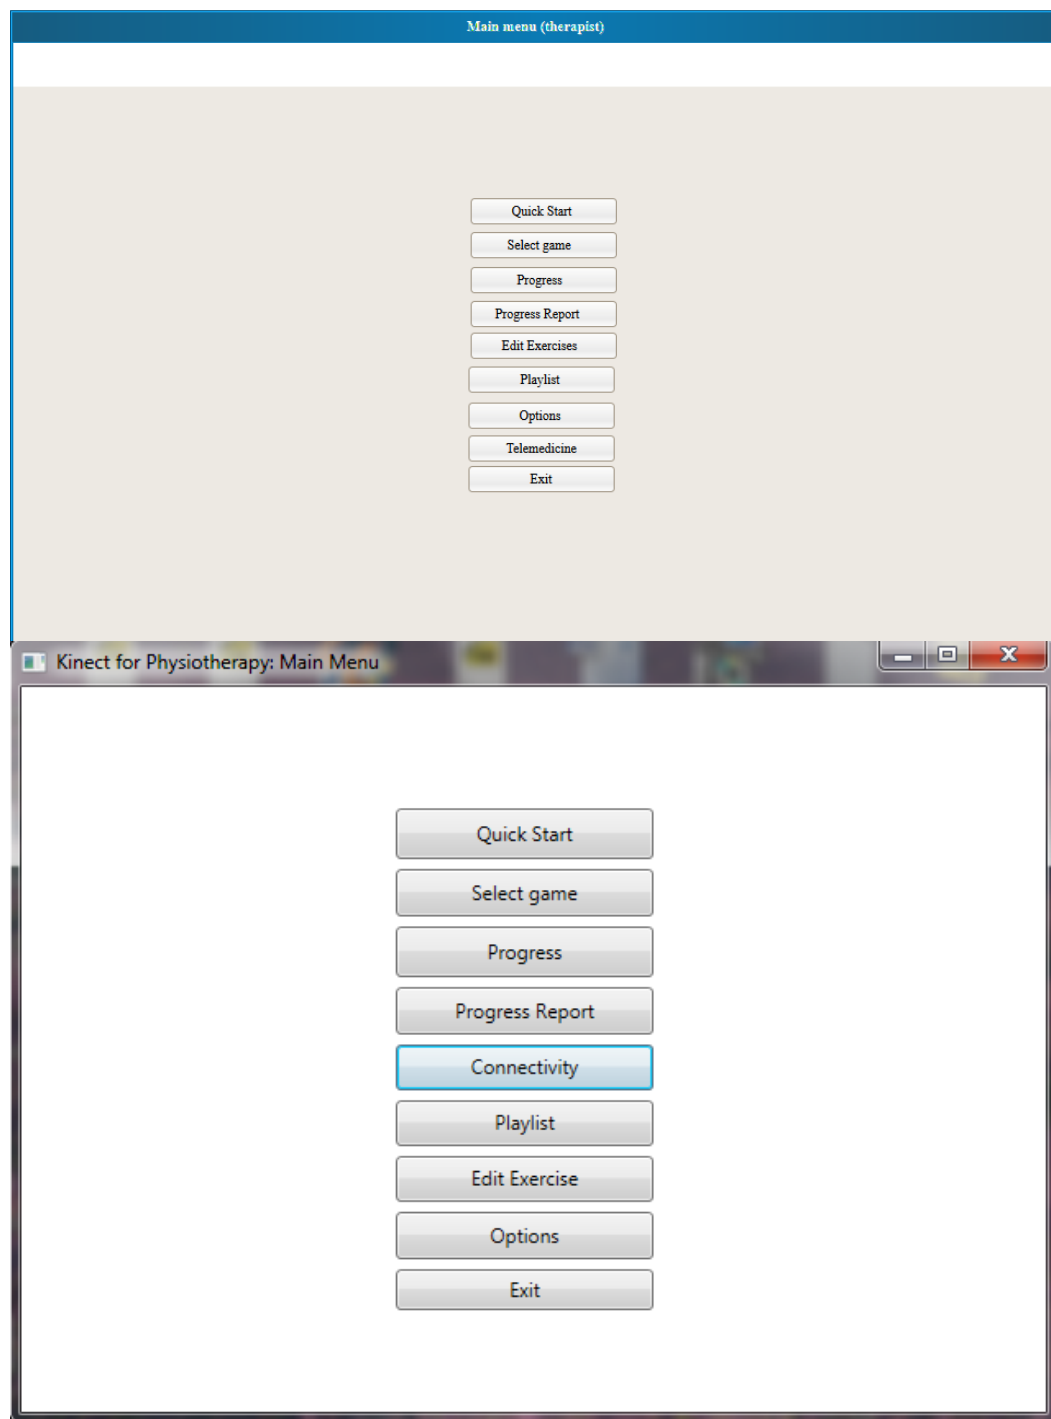 Main menu (therapist)
Quick Start
Select game
Progress
Progress Report
Edit Exercises
Playlist
Options
Telemedicine
Exit
Kinect for Physiotherapy: Main Menu
Quick Start
Select game
Progress
Progress Report
Connectivity
Playlist
Edit Exercise
Options
Exit